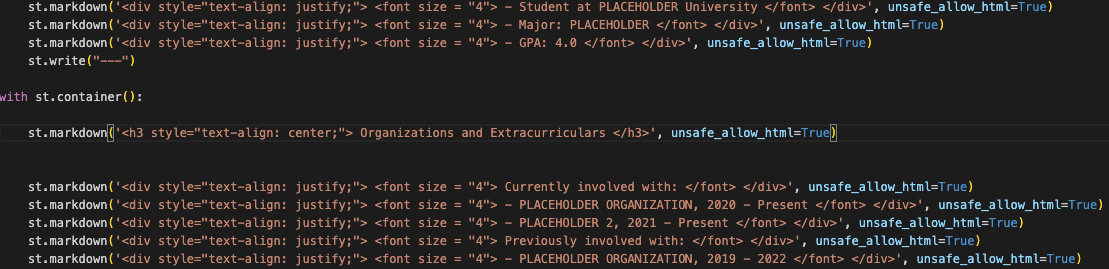 st.markdown('<div style="text-align: justify;"> <font size = "4"> - Student at PLACEHOLDER University </font> </div>', unsafe_allow_html=True)
st.markdown('<div style="text-align: justify;"> <font size = "4"> - Major: PLACEHOLDER </font> </div>', unsafe_allow_html=True)
st.markdown('<div style="text-align: justify;"> <font size = "4"> - GPA: 4.0 </font> </div>', unsafe_allow_html=True)
st.write("---")
with st.container():
st.markdown('<h3 style="text-align: center;"> Organizations and Extracurriculars </h3>', unsafe_allow_html=True)
st.markdown('<div style="text-align: justify;"> <font size = "4"> Currently involved with: </font> </div>', unsafe_allow_html=True)
st.markdown('<div style="text-align: justify;"> <font size = "4"> - PLACEHOLDER ORGANIZATION, 2020 - Present </font> </div>', unsafe_allow_html=True)
st.markdown('<div style="text-align: justify;"> <font size = "4"> - PLACEHOLDER 2, 2021 - Present </font> </div>', unsafe_allow_html=True)
st.markdown('<div style="text-align: justify;"> <font size = "4"> Previously involved with: </font> </div>', unsafe_allow_html=True)
st.markdown('<div style="text-align: justify;"> <font size = "4"> - PLACEHOLDER ORGANIZATION, 2019 - 2022 </font> </div>', unsafe_allow_html=True)